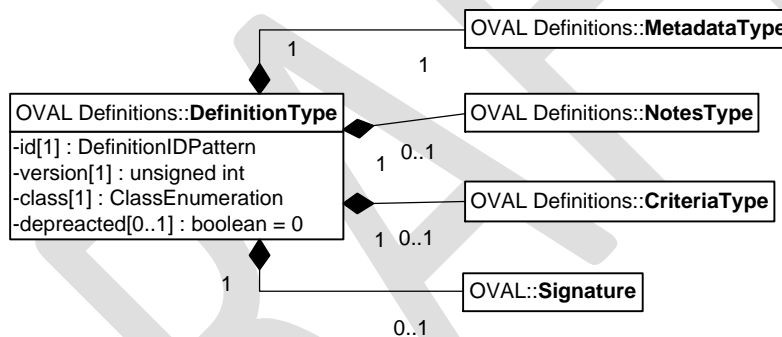 OVAL Definitions::MetadataType
1
1
OVAL Definitions::DefinitionType
-id[1] : DefinitionIDPattern
-version[1] : unsigned int
-class[1] : ClassEnumeration
-depreacted[0..1] : boolean = 0
OVAL Definitions::NotesType
1
0..1
OVAL Definitions::CriteriaType
1
0..1
OVAL::Signature
1
0..1